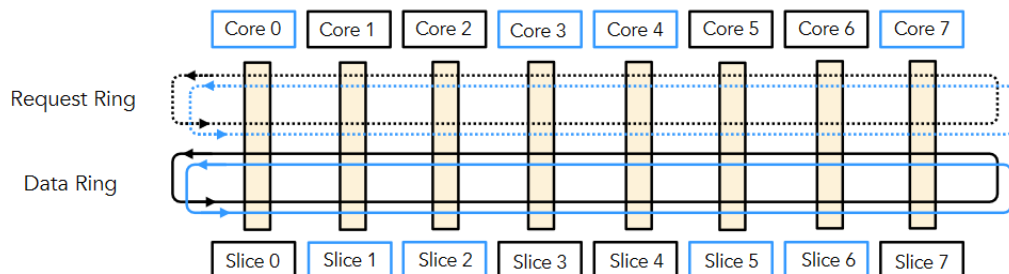 Core 0 Core 1 Core 2 Core 3 Core 4 Core 5 Core 6 Core 7
Request Ring
Data Ring
Slice 0 Slice 1 Slice 2 Slice 3 Slice 4 Slice 5 Slice 6 Slice 7